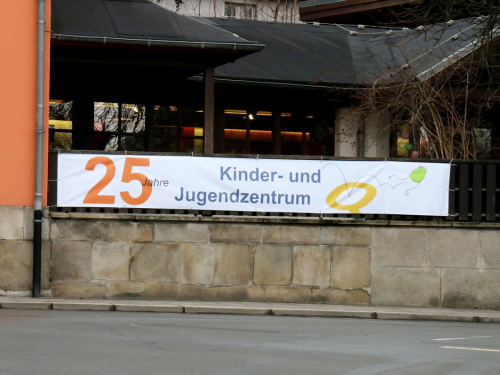 25 Jahre
Kinder- und
Jugendzentrum